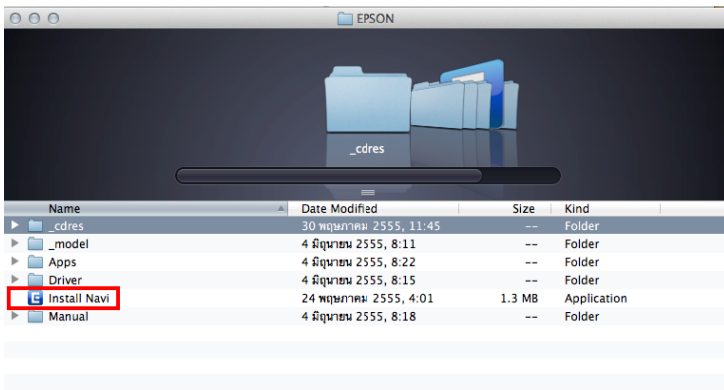 EPSON
_cdres
Name Date Modified Size Kind
_cdres 30 พฤษภาคม 2555, 11:45 -- Folder
_model 4 มิถุนายน 2555, 8:11 -- Folder
Apps 4 มิถุนายน 2555, 8:22 -- Folder
Driver 4 มิถุนายน 2555, 8:15 -- Folder
Install Navi 24 พฤษภาคม 2555, 4:01 1.3 MB Application
Manual 4 มิถุนายน 2555, 8:18 -- Folder